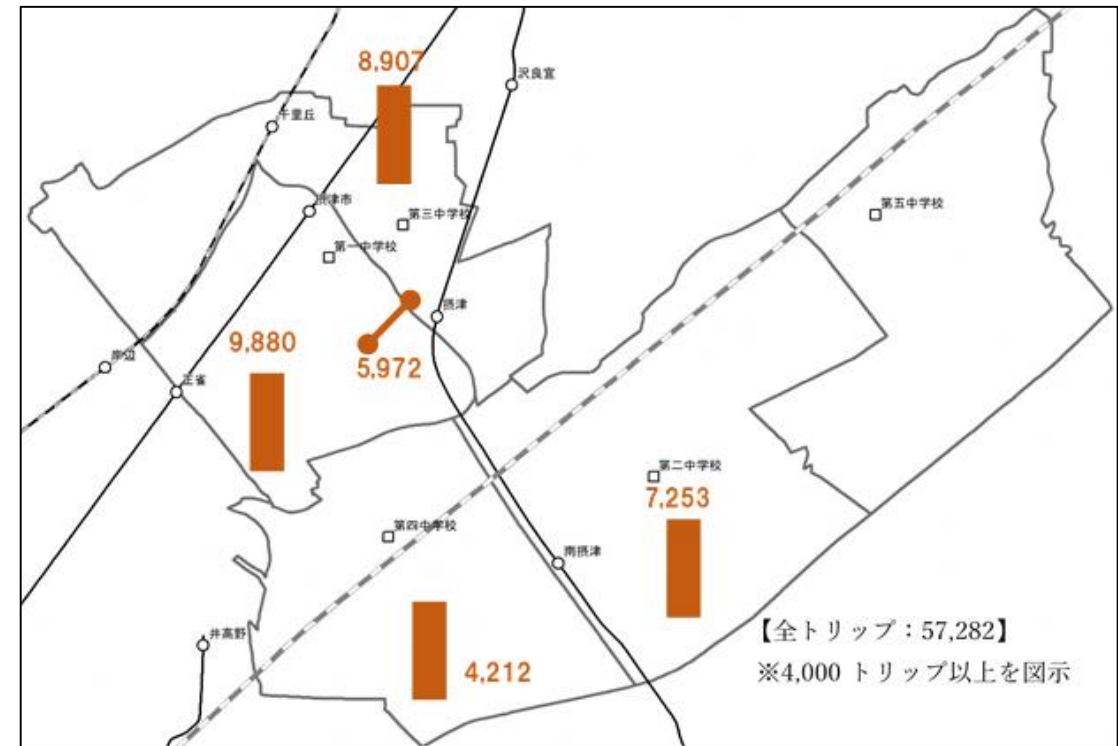 8,907
沢良宜
千里丘
摂津市
第三中学校
第五中学校
第一中学校
摂津
9,880
5,972
岸辺
正雀
第二中学校
7,253
第四中学校
南摂津
【全トリップ：57,282】
井高野
4,212
※4,000 トリップ以上を図示